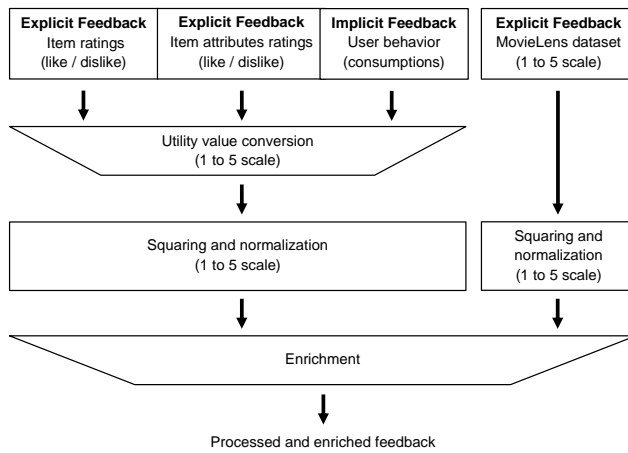 Explicit Feedback
Item ratings
(like / dislike)
Explicit Feedback
Item attributes ratings
(like / dislike)
Implicit Feedback
User behavior
(consumptions)
Explicit Feedback
MovieLens dataset
(1 to 5 scale)
Utility value conversion
(1 to 5 scale)
Squaring and normalization
(1 to 5 scale)
Squaring and
normalization
(1 to 5 scale)
Enrichment
Processed and enriched feedback